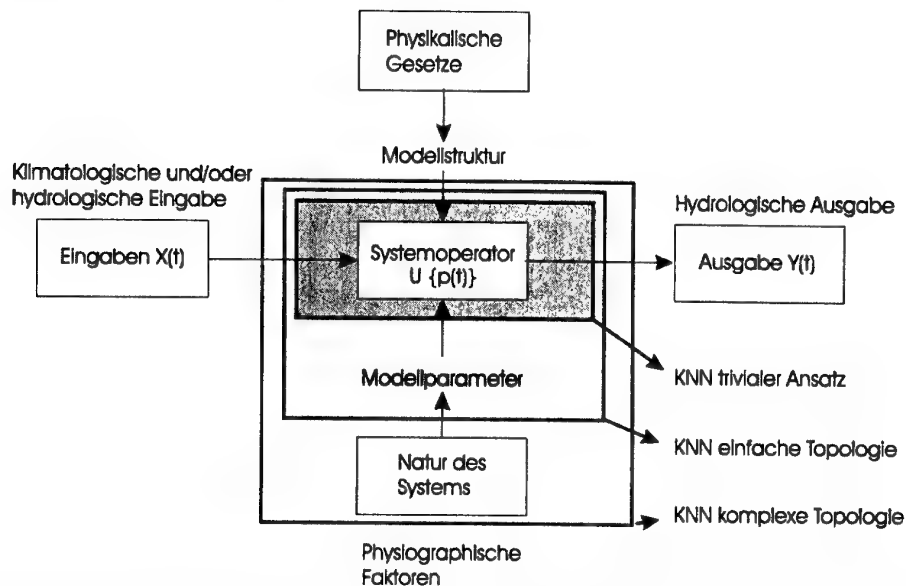 Physikalische
Gesetze
Modellstruktur
Klimatologische und/oder
hydrologische Eingabe
Hydrologische Ausgabe
Eingaben X(t)
Systemoperator
U {p(t)}
Ausgabe Y(t)
Modellparameter
KNN trivialer Ansatz
Natur des
Systems
KNN einfache Topologie
KNN komplexe Topologie
Physiographische
Faktoren